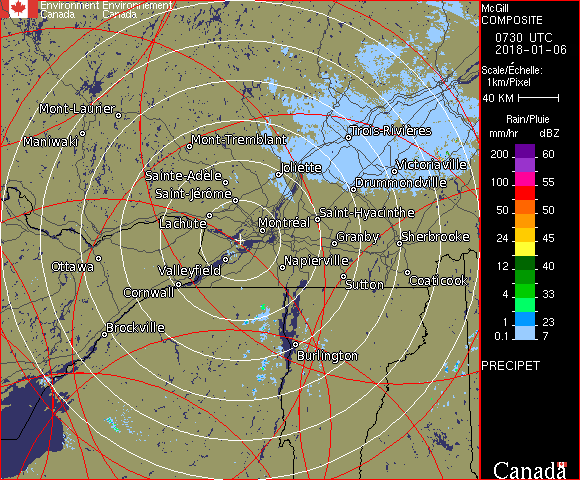 Environment Environnement
Canada Canada
McGill
COMPOSITE
0730 UTC
2018-01-06
Scale/Échelle:
1km/Pixel
40 KM
Rain/Pluie
mm/hr dBZ
200 60
100 55
50 50
24 45
12 40
4 33
1 23
0.1 7
PRECIPET
Canada
Mont-Laurier
Maniwaki
Mont-Tremblant
Trois-Rivières
Joliette
Victoriaville
Sainte-Adèle
Drummondville
Saint-Jérôme
Saint-Hyacinthe
Lachute
Montréal
Granby
Sherbrooke
Ottawa
Valleyfield
Napierville
Coaticook
Cornwall
Sutton
Brockville
Burlington